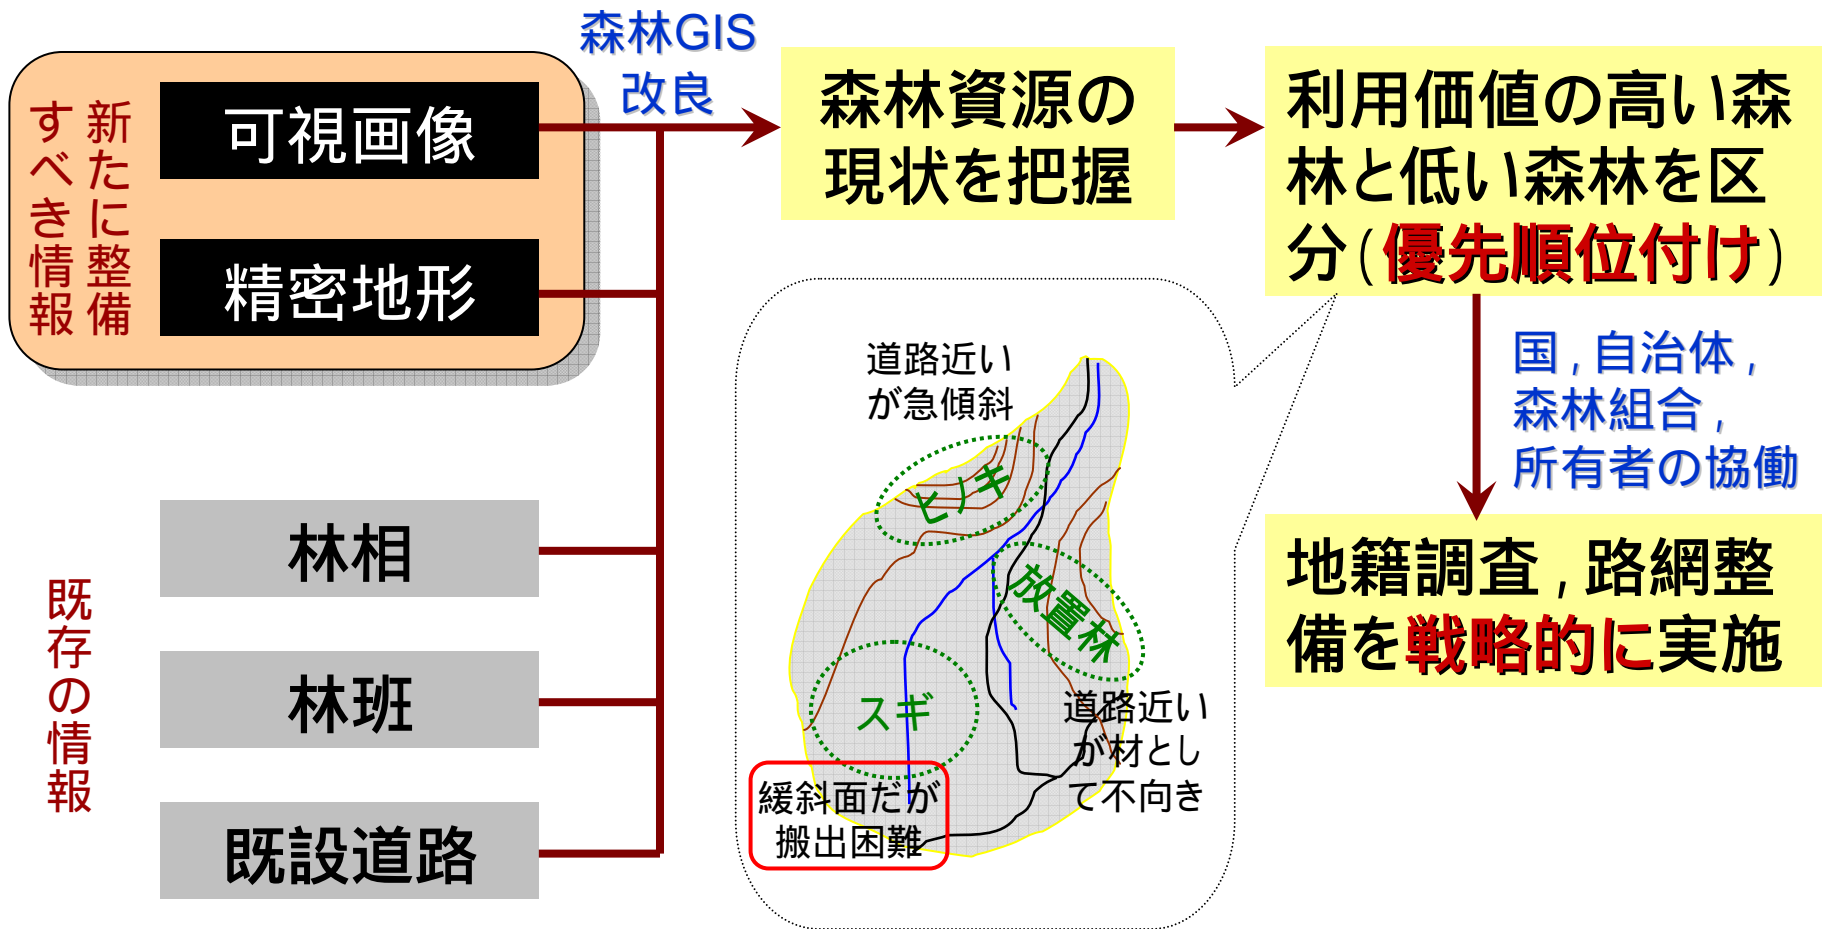 新たに整備
すべき情報
可視画像
精密地形
既存の情報
林相
林班
既設道路
森林GIS
改良
森林資源の
現状を把握
利用価値の高い森
林と低い森林を区
分(優先順位付け)
国,自治体,
森林組合,
所有者の協働
地籍調査,路網整
備を戦略的に実施
道路近い
が急傾斜
ヒノキ
放置林
スギ
道路近い
が材とし
て不向き
緩斜面だが
搬出困難